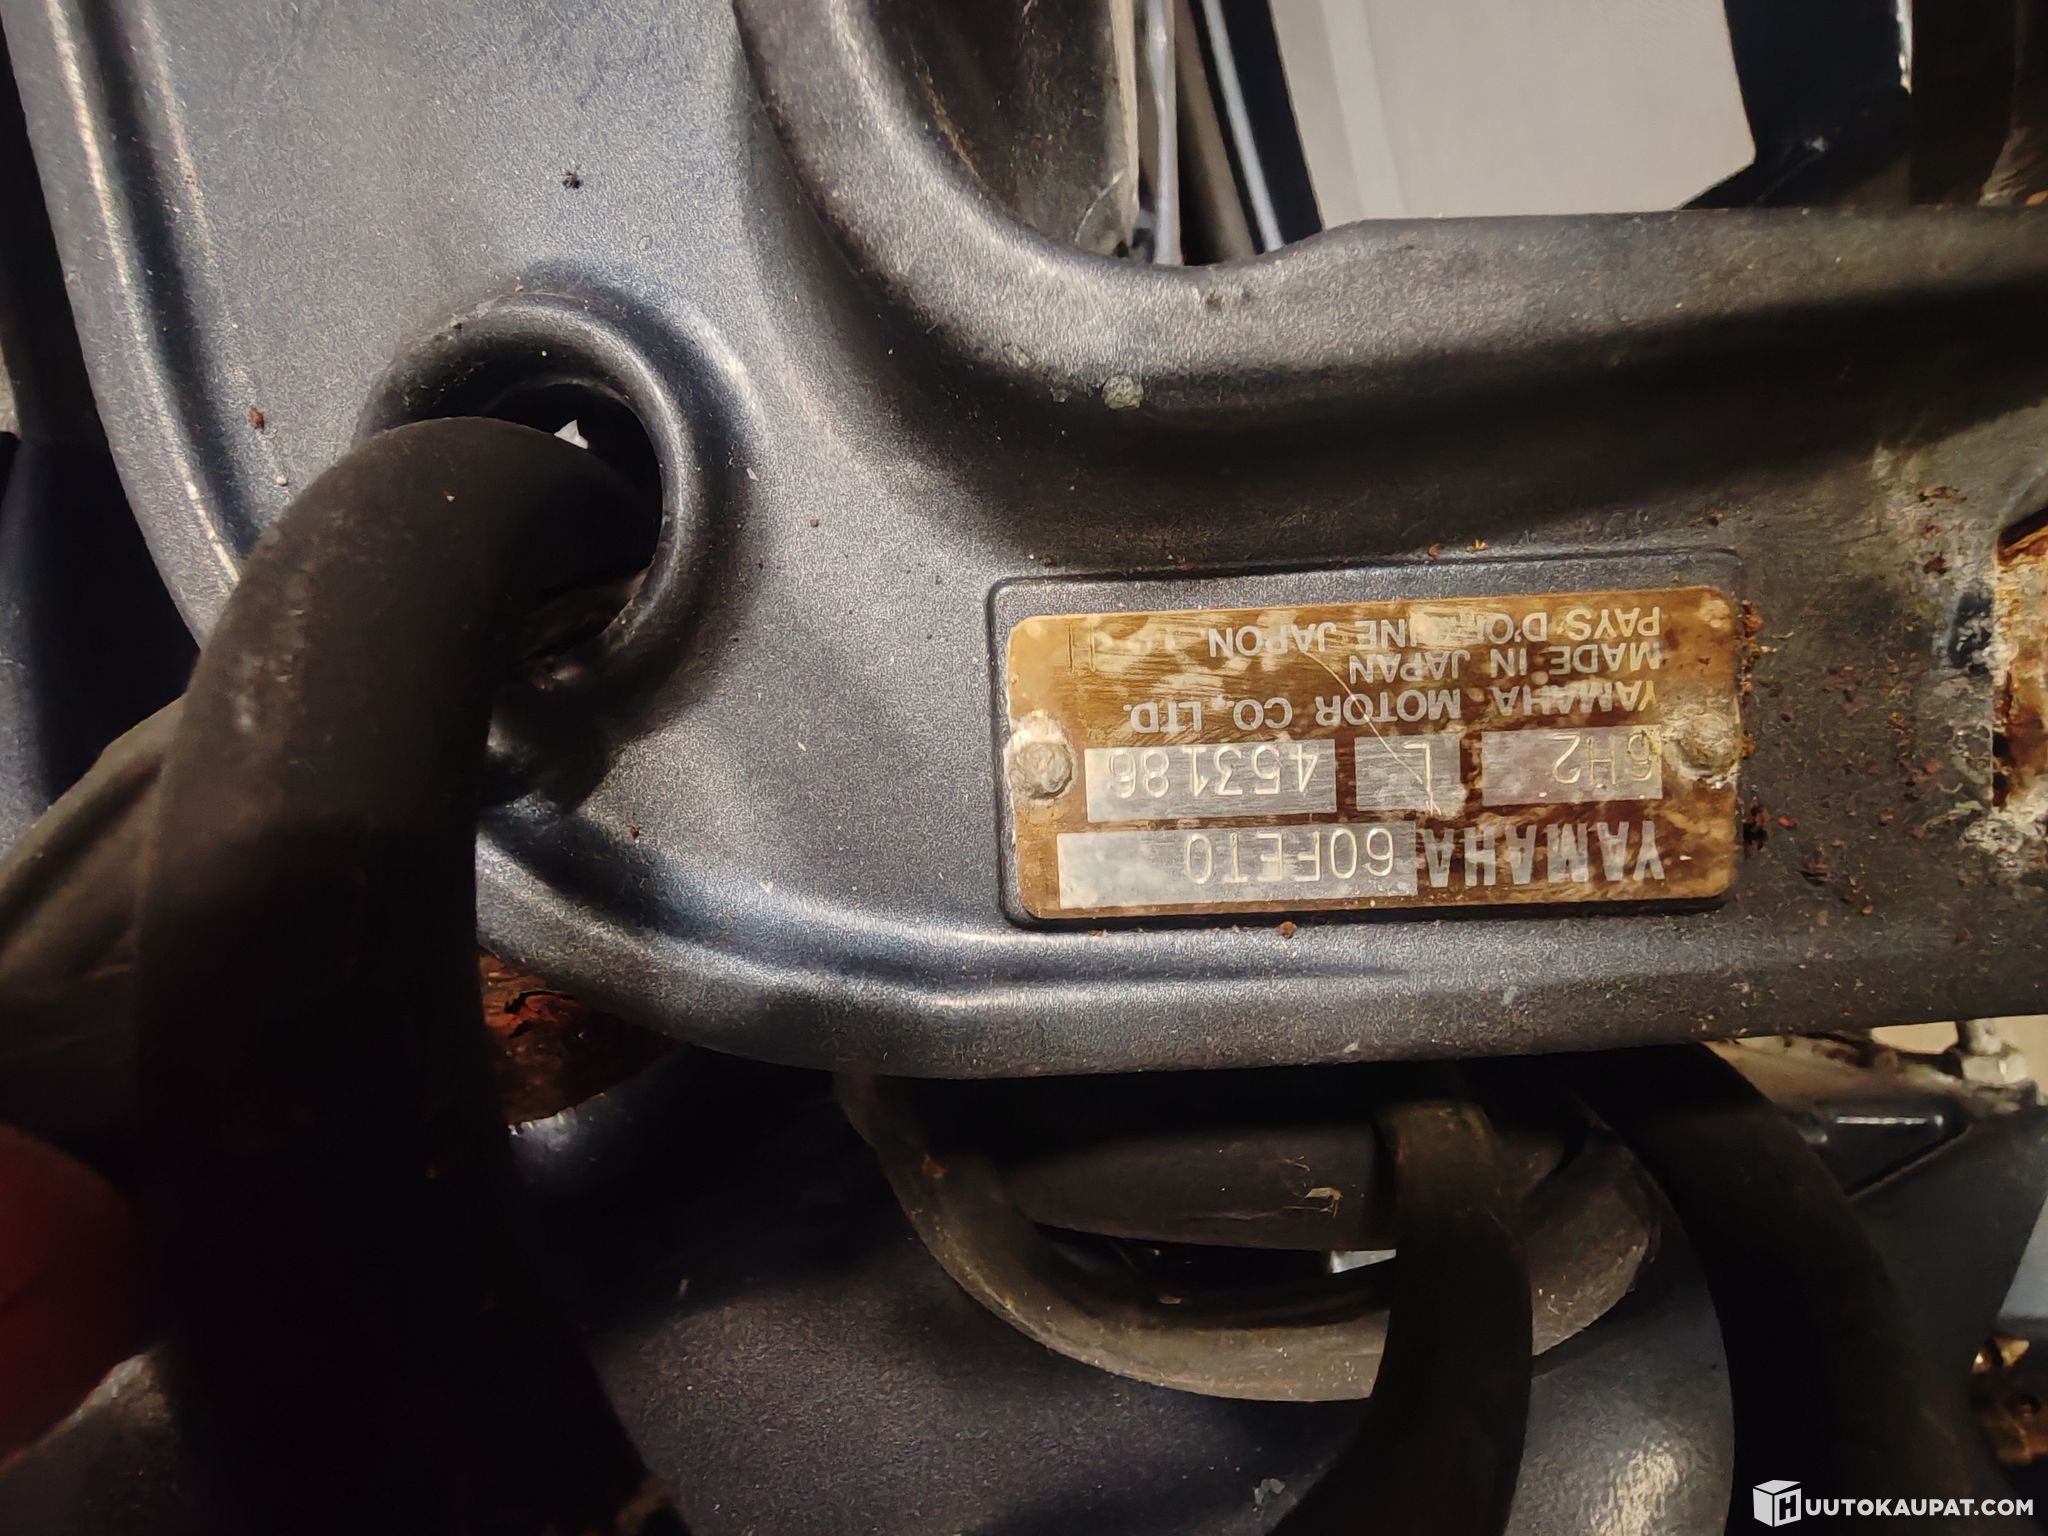 YAMAHA 60FETO
6H2 L 453186
YAMAHA MOTOR CO., LTD.
MADE IN JAPAN
PAYS D'ORIGINE JAPON
HUUTOKAUPAT.COM